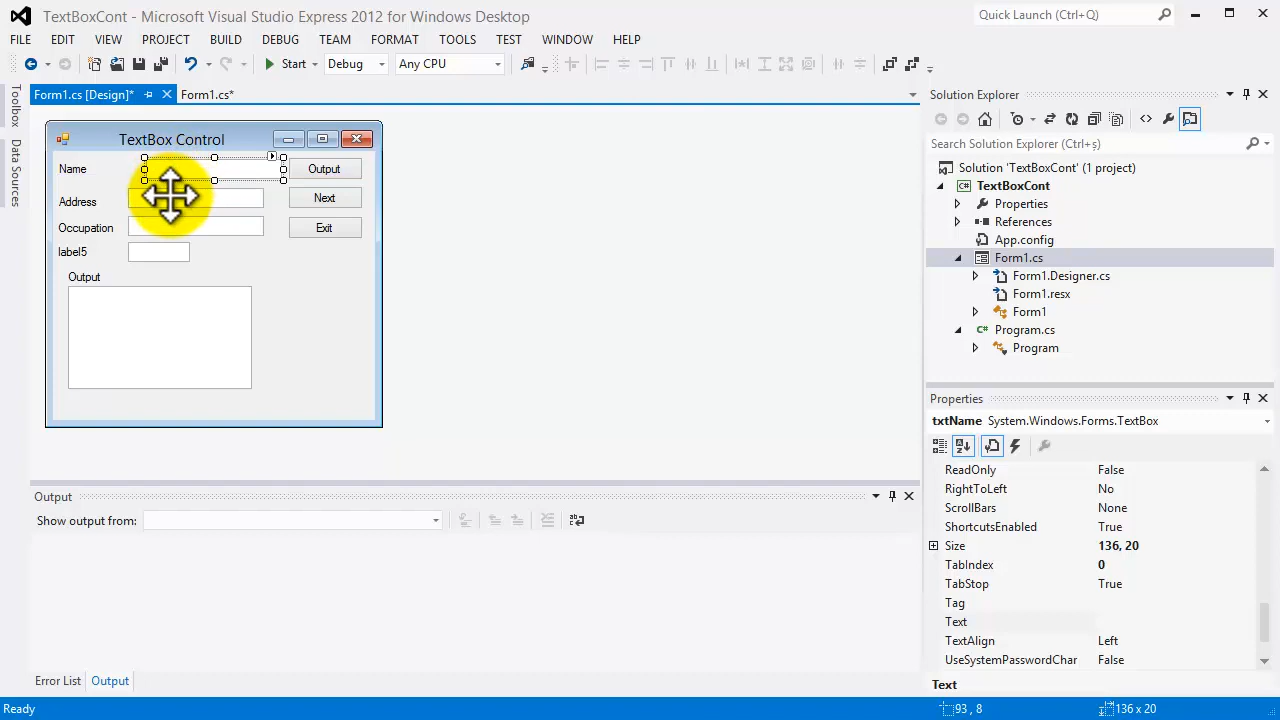 TextBoxCont - Microsoft Visual Studio Express 2012 for Windows Desktop
Quick Launch (Ctrl+Q)
FILE EDIT VIEW PROJECT BUILD DEBUG TEAM FORMAT TOOLS TEST WINDOW HELP
Start Debug Any CPU
Toolbox
Data Sources
Form1.cs [Design]*
Form1.cs*
TextBox Control
Name
Output
Address
Next
Occupation
Exit
label5
Output
Output
Show output from:
Error List
Output
Solution Explorer
Search Solution Explorer (Ctrl+ş)
Solution 'TextBoxCont' (1 project)
TextBoxCont
Properties
References
App.config
Form1.cs
Form1.Designer.cs
Form1.resx
Form1
Program.cs
Program
Properties
txtName System.Windows.Forms.TextBox
ReadOnly False
RightToLeft No
ScrollBars None
ShortcutsEnabled True
Size 136, 20
TabIndex 0
TabStop True
Tag
Text
TextAlign Left
UseSystemPasswordChar False
Text
Ready
93 , 8
136 x 20